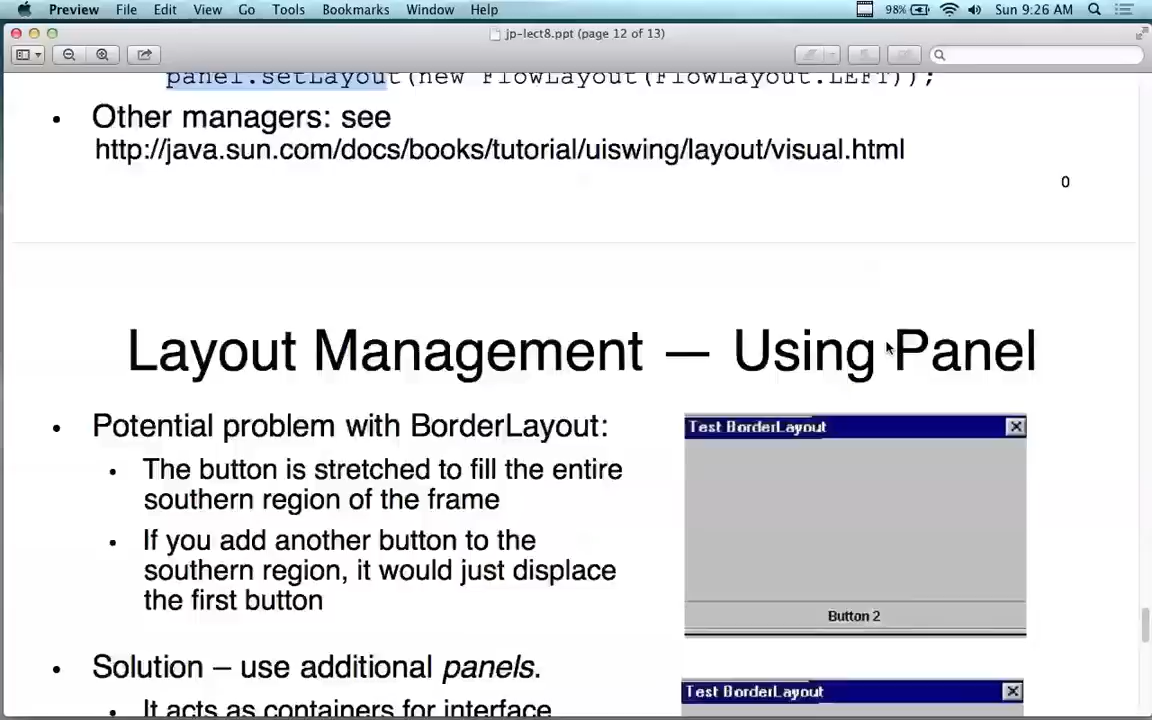 Preview File Edit View Go Tools Bookmarks Window Help 98% Sun 9:26 AM
jp-lect8.ppt (page 12 of 13)
panel.setLayout(new FlowLayout(FlowLayout.LEFT));
• Other managers: see
http://java.sun.com/docs/books/tutorial/uiswing/layout/visual.html
0
Layout Management — Using Panel
• Potential problem with BorderLayout:
• The button is stretched to fill the entire
southern region of the frame
• If you add another button to the
southern region, it would just displace
the first button
Test BorderLayout
Button 2
• Solution – use additional panels.
• It acts as containers for interface
Test BorderLayout